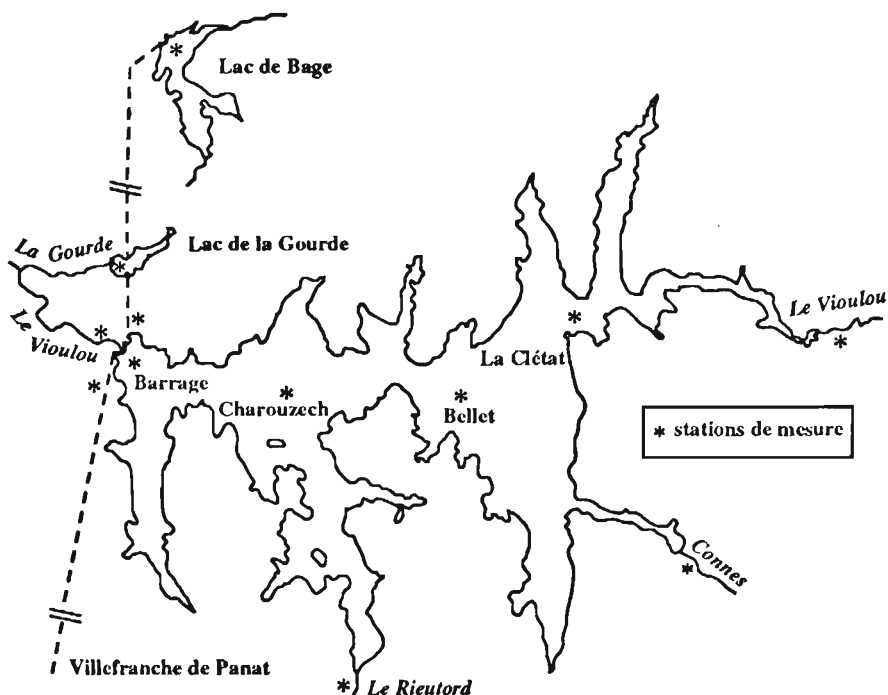 Lac de Bage
La Gourde
Lac de la Gourde
Le Vioulou
Le Vioulou
La Clétat
Barrage
Charouzech
Bellet
* stations de mesure
Connes
Villefranche de Panat
Le Rieutord